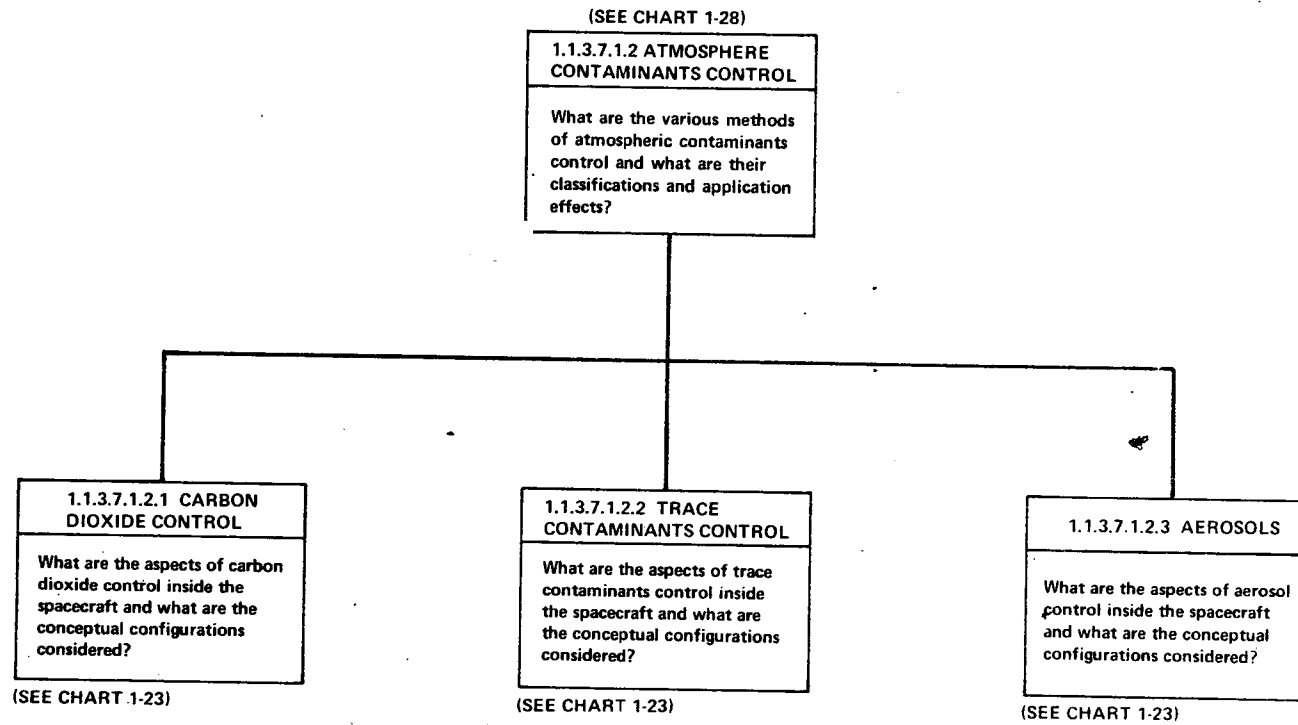 (SEE CHART 1-28)
1.1.3.7.1.2 ATMOSPHERE
CONTAMINANTS CONTROL
What are the various methods
of atmospheric contaminants
control and what are their
classifications and application
effects?
1.1.3.7.1.2.1 CARBON
DIOXIDE CONTROL
What are the aspects of carbon
dioxide control inside the
spacecraft and what are the
conceptual configurations
considered?
(SEE CHART 1-23)
1.1.3.7.1.2.2 TRACE
CONTAMINANTS CONTROL
What are the aspects of trace
contaminants control inside
the spacecraft and what are
the conceptual configurations
considered?
(SEE CHART 1-23)
1.1.3.7.1.2.3 AEROSOLS
What are the aspects of aerosol
control inside the spacecraft
and what are the conceptual
configurations considered?
(SEE CHART 1-23)